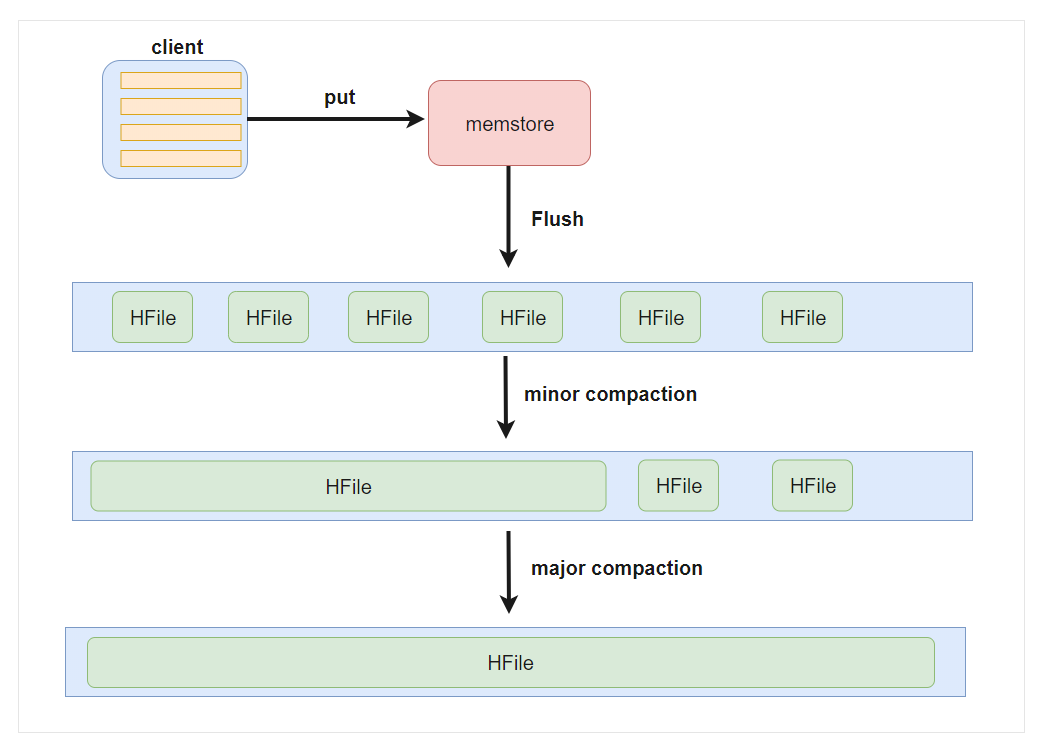 client
put
memstore
Flush
HFile HFile HFile HFile HFile HFile
minor compaction
HFile HFile HFile
major compaction
HFile